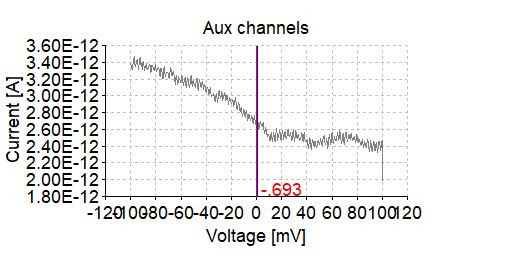 Aux channels
3.60E-12
3.40E-12
3.20E-12
3.00E-12
2.80E-12
2.60E-12
2.40E-12
2.20E-12
2.00E-12
1.80E-12
Current [A]
-.693
-120 -100 -80 -60 -40 -20 0 20 40 60 80 100 120
Voltage [mV]